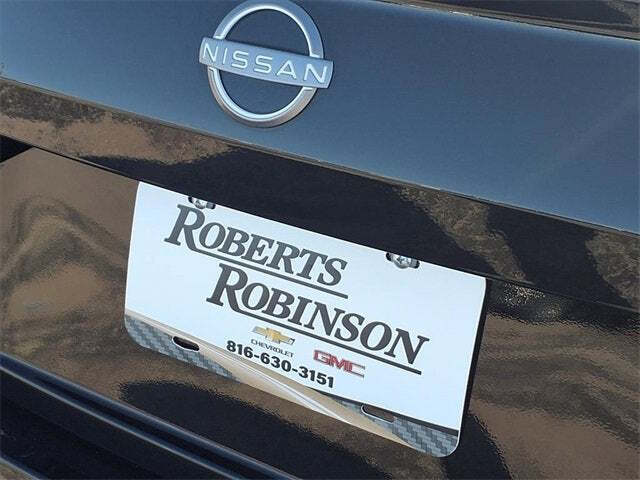 NISSAN
ROBERTS
ROBINSON
CHEVROLET GMC
816-630-3151